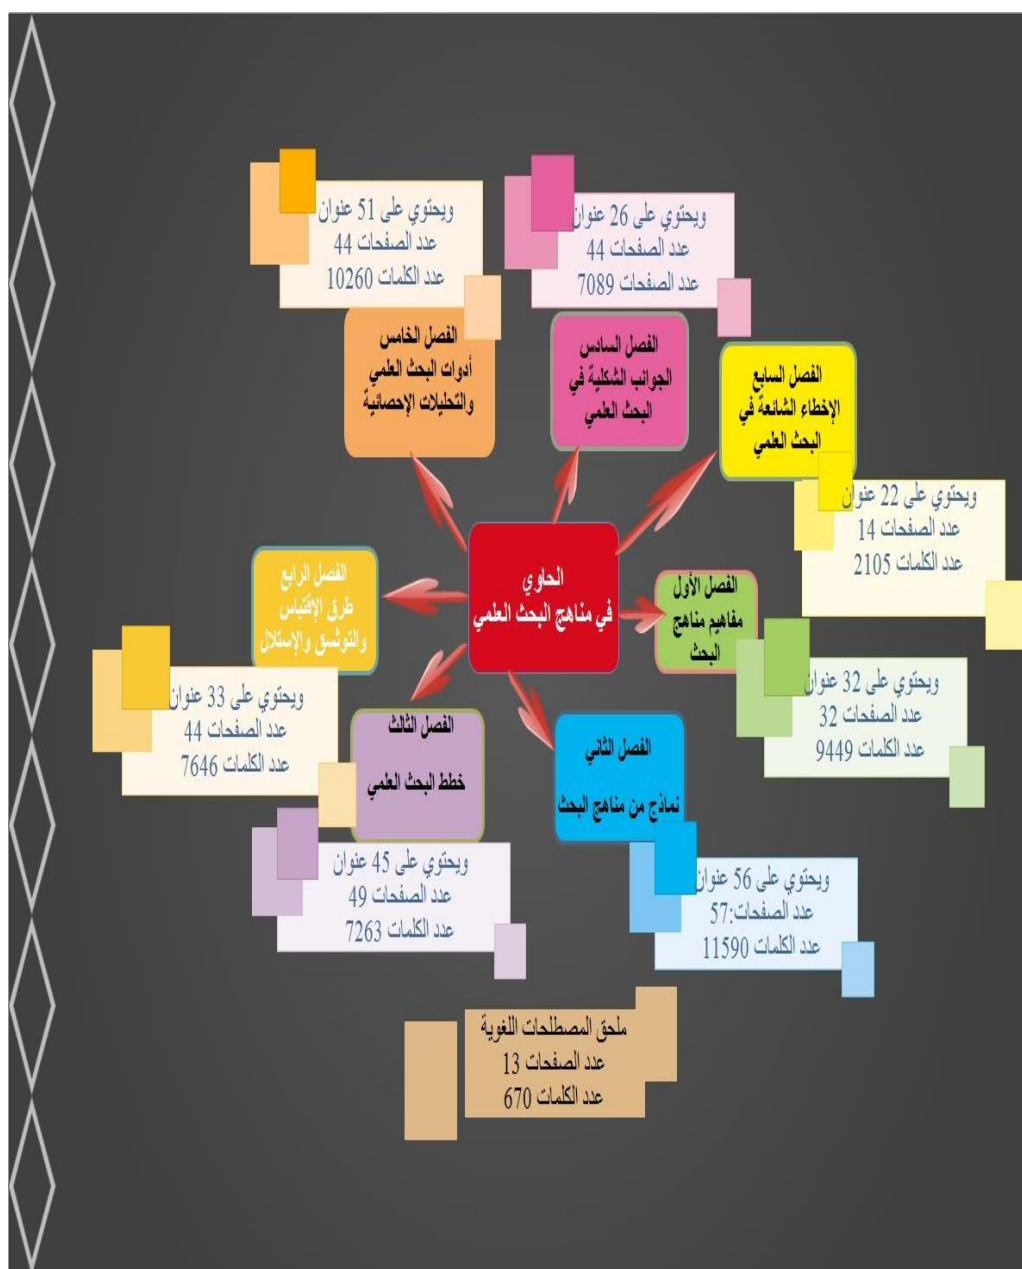 الحاوي
في مناهج البحث العلمي
الفصل الأول
مفاهيم مناهج
البحث
ويحتوي على 32 عنوان
عدد الصفحات 32
عدد الكلمات 9449
الفصل الثاني
نماذج من مناهج البحث
ويحتوي على 56 عنوان
عدد الصفحات:57
عدد الكلمات 11590
الفصل الثالث
خطط البحث العلمي
ويحتوي على 45 عنوان
عدد الصفحات 49
عدد الكلمات 7263
الفصل الرابع
طرق الإقتباس
والتوثسق والإستلال
ويحتوي على 33 عنوان
عدد الصفحات 44
عدد الكلمات 7646
الفصل الخامس
أدوات البحث العلمي
والتحليلات الإحصائية
ويحتوي على 51 عنوان
عدد الصفحات 44
عدد الكلمات 10260
الفصل السادس
الجوانب الشكلية في
البحث العلمي
ويحتوي على 26 عنوان
عدد الصفحات 44
عدد الصفحات 7089
الفصل السابع
الإخطاء الشائعة في
البحث العلمي
ويحتوي على 22 عنوان
عدد الصفحات 14
عدد الكلمات 2105
ملحق المصطلحات اللغوية
عدد الصفحات 13
عدد الكلمات 670